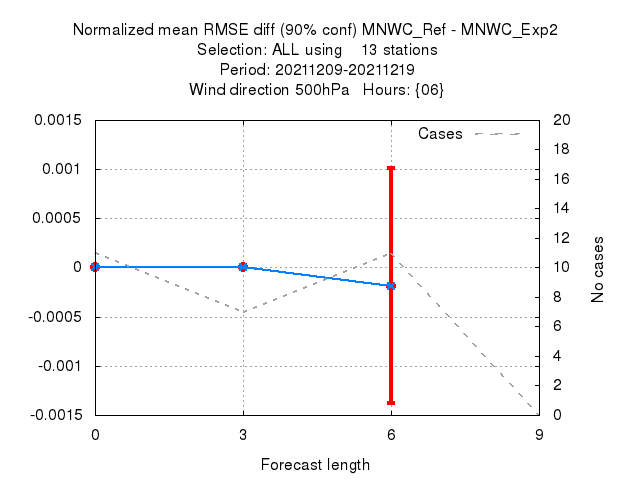 Normalized mean RMSE diff (90% conf) MNWC_Ref - MNWC_Exp2
Selection: ALL using 13 stations
Period: 20211209-20211219
Wind direction 500hPa Hours: {06}
Cases
0.0015
0.001
0.0005
0
-0.0005
-0.001
-0.0015
20
18
16
14
12
10
8
6
4
2
0
No cases
0 3 6 9
Forecast length